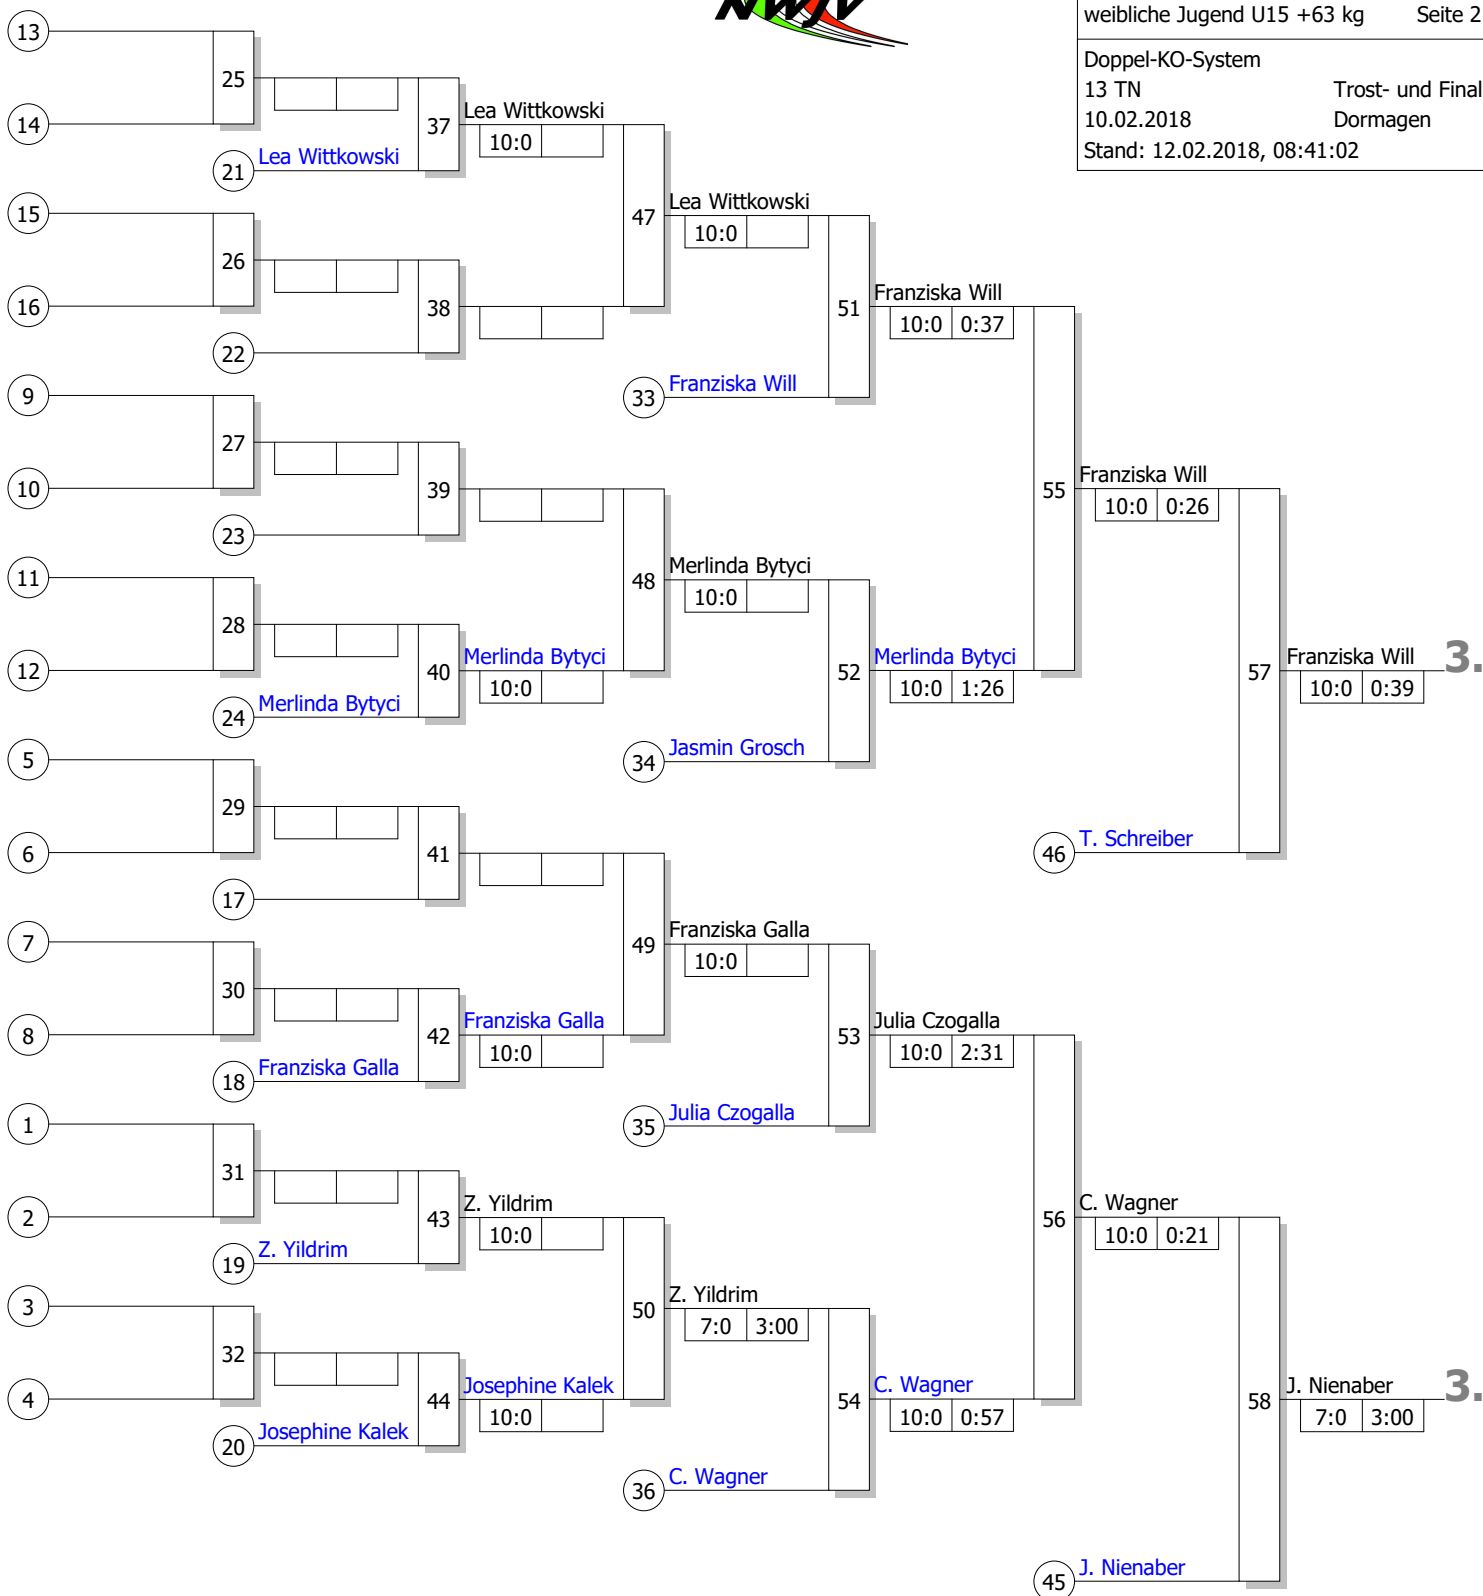 NWJV
weibliche Jugend U15 +63 kg Seite 2
Doppel-KO-System
13 TN Trost- und Final
10.02.2018 Dormagen
Stand: 12.02.2018, 08:41:02
13
25
14
37
Lea Wittkowski
10:0
21
Lea Wittkowski
15
47
Lea Wittkowski
10:0
26
16
38
22
51
Franziska Will
10:0 0:37
33
Franziska Will
9
27
10
39
23
55
Franziska Will
10:0 0:26
11
48
Merlinda Bytyci
10:0
28
12
40
Merlinda Bytyci
10:0
24
Merlinda Bytyci
52
Merlinda Bytyci
10:0 1:26
34
Jasmin Grosch
57
Franziska Will
10:0 0:39
3.
46
T. Schreiber
5
29
6
41
17
7
49
Franziska Galla
10:0
30
8
42
Franziska Galla
10:0
18
Franziska Galla
53
Julia Czogalla
10:0 2:31
35
Julia Czogalla
1
31
2
43
Z. Yildrim
10:0
19
Z. Yildrim
56
C. Wagner
10:0 0:21
3
50
Z. Yildrim
7:0 3:00
32
4
44
Josephine Kalek
10:0
20
Josephine Kalek
54
C. Wagner
10:0 0:57
36
C. Wagner
58
J. Nienaber
7:0 3:00
3.
45
J. Nienaber